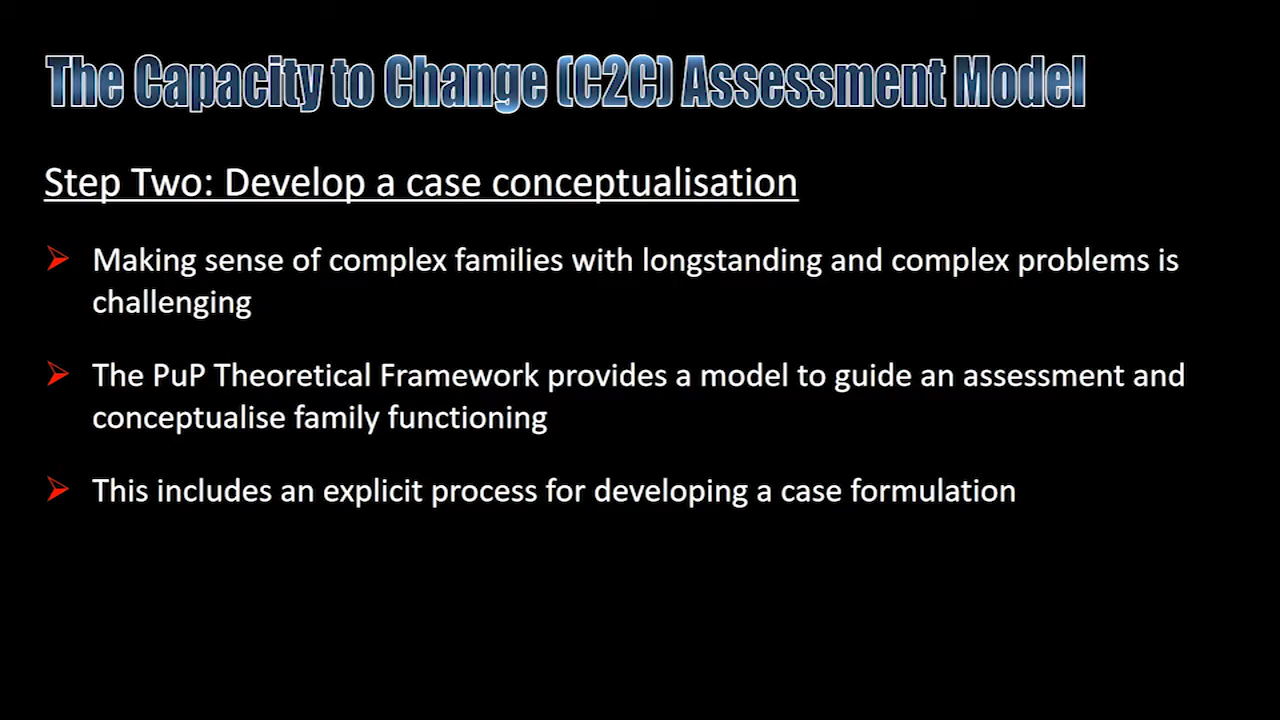 The Capacity to Change (C2C) Assessment Model
Step Two: Develop a case conceptualisation
Making sense of complex families with longstanding and complex problems is
challenging
The PuP Theoretical Framework provides a model to guide an assessment and
conceptualise family functioning
This includes an explicit process for developing a case formulation